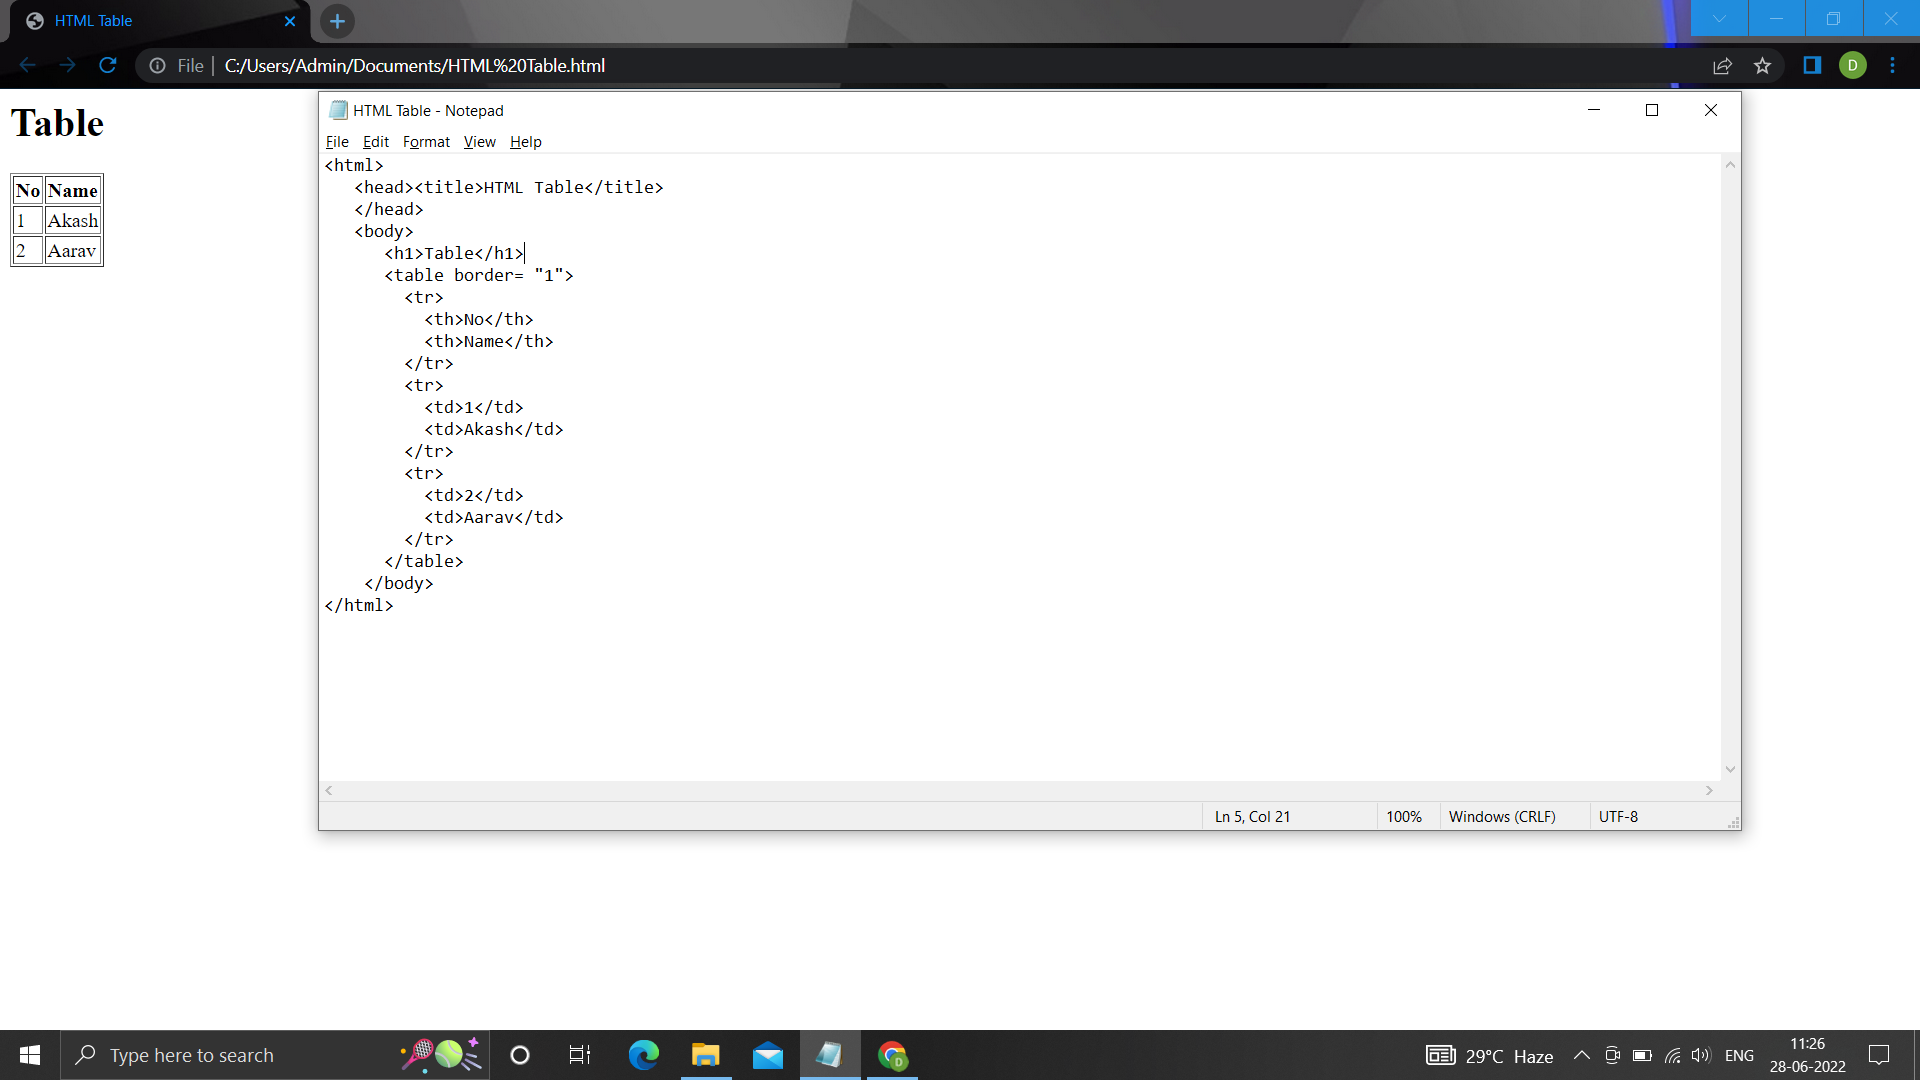 HTML Table
File | C:/Users/Admin/Documents/HTML%20Table.html
D
Table
No Name
1 Akash
2 Aarav
HTML Table - Notepad
File Edit Format View Help
<html>
<head><title>HTML Table</title>
</head>
<body>
<h1>Table</h1>
<table border= "1">
<tr>
<th>No</th>
<th>Name</th>
</tr>
<tr>
<td>1</td>
<td>Akash</td>
</tr>
<tr>
<td>2</td>
<td>Aarav</td>
</tr>
</table>
</body>
</html>
Ln 5, Col 21 100% Windows (CRLF) UTF-8
Type here to search
D
29°C Haze
ENG
11:26
28-06-2022